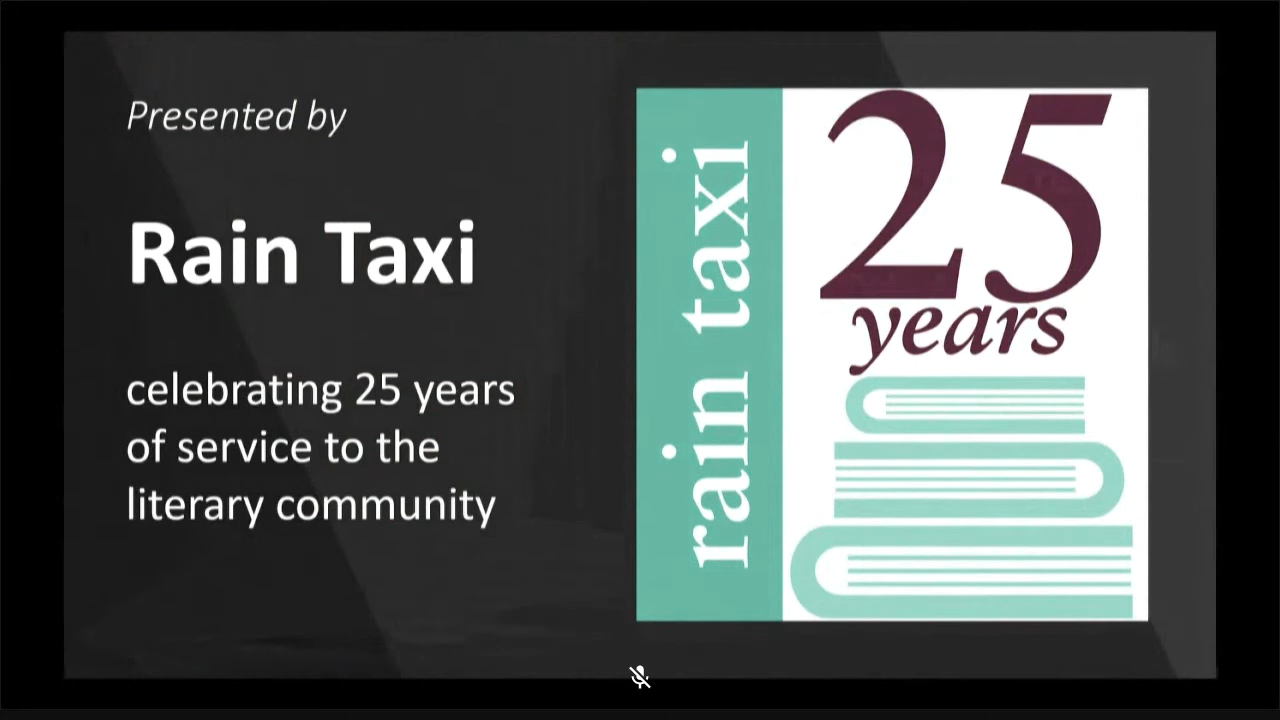 Presented by
Rain Taxi
celebrating 25 years
of service to the
literary community
rain taxi
25
years